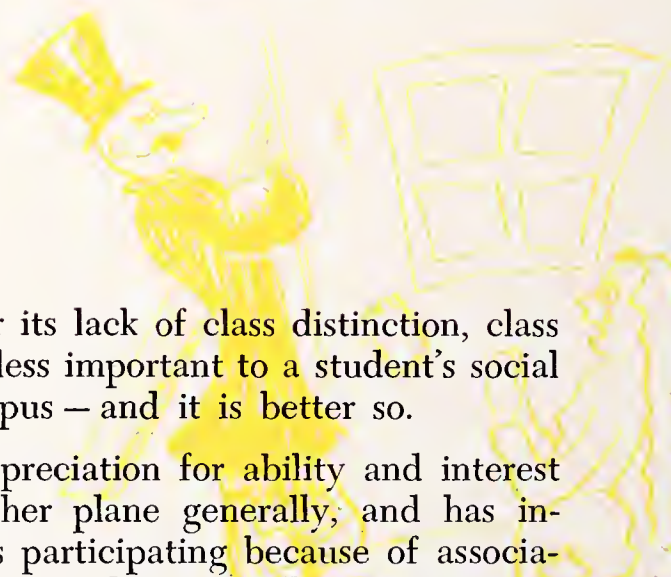 its lack of class distinction, class
less important to a student's social
pus — and it is better so.
preciation for ability and interest
her plane generally, and has in-
participating because of associa-